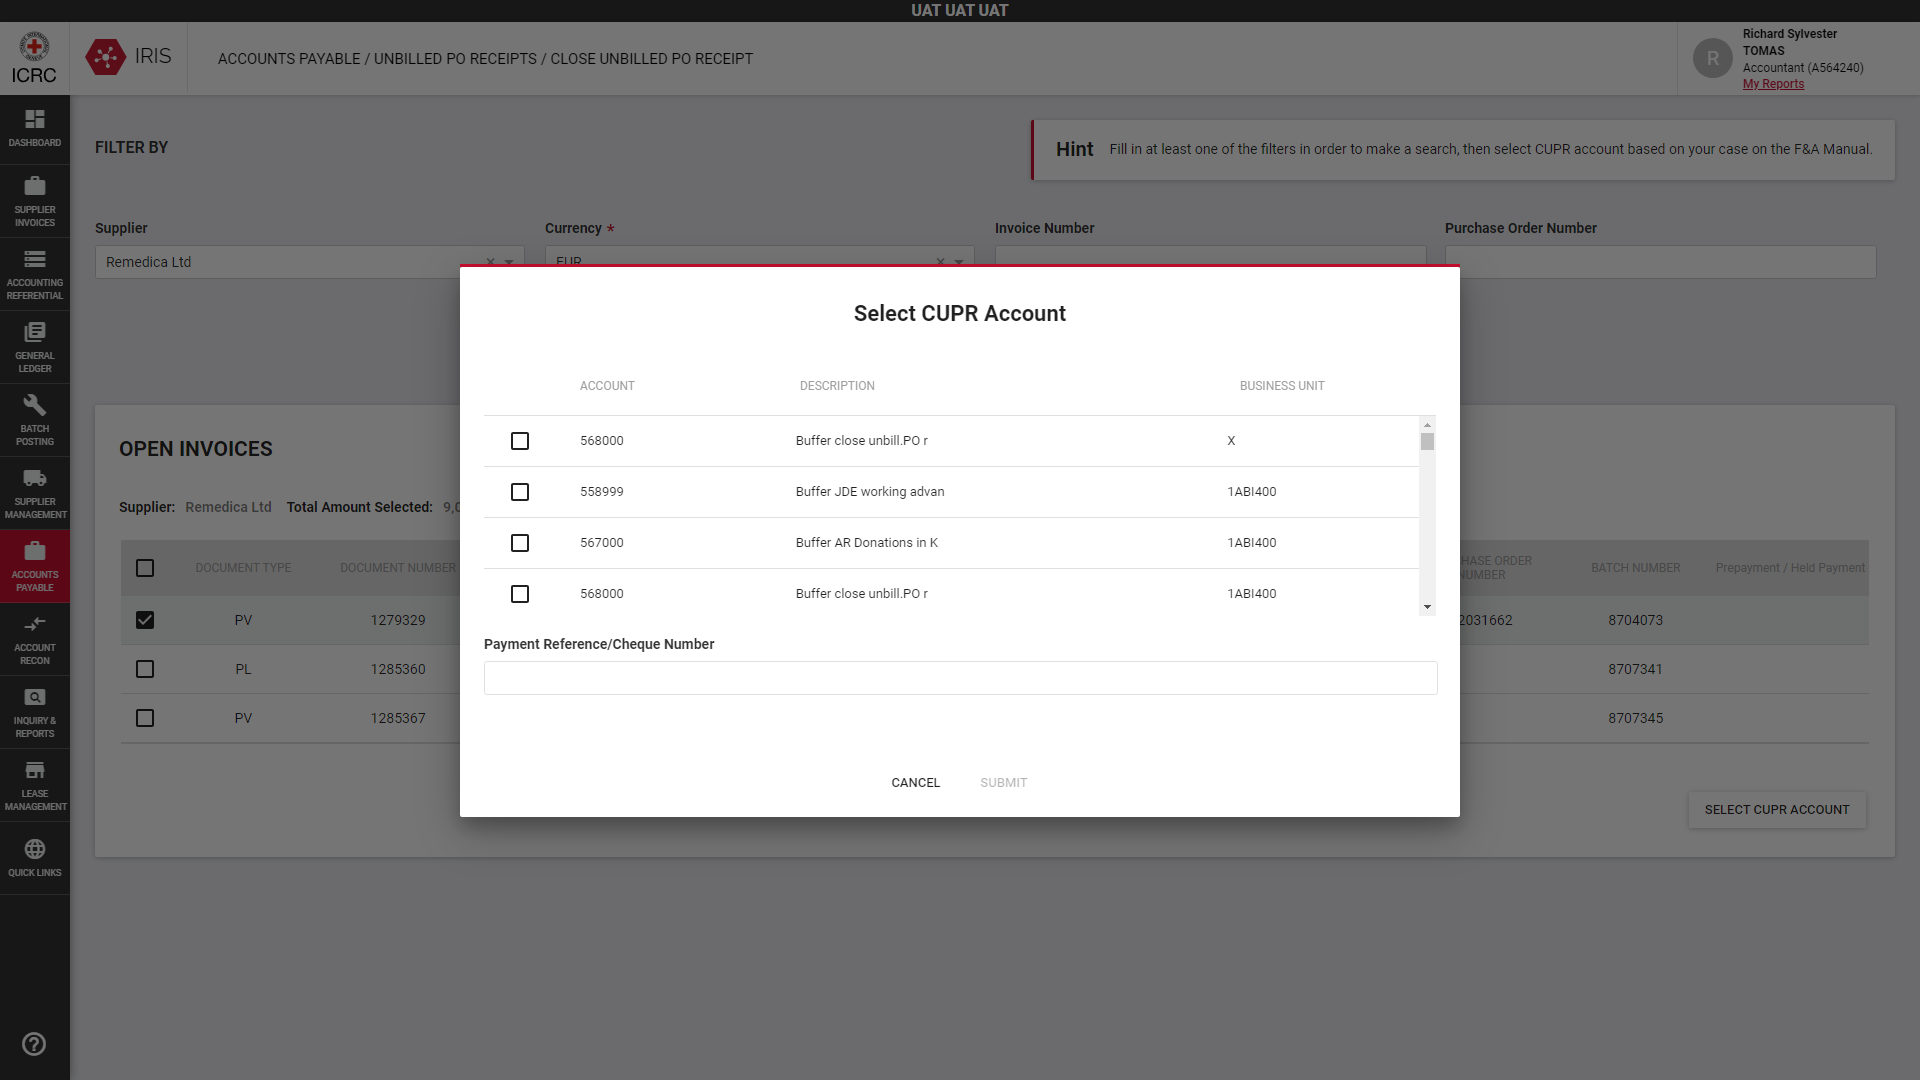 UAT UAT UAT
ICRC
IRIS
ACCOUNTS PAYABLE / UNBILLED PO RECEIPTS / CLOSE UNBILLED PO RECEIPT
R
Richard Sylvester
TOMAS
Accountant (A564240)
My Reports
DASHBOARD
SUPPLIER
INVOICES
ACCOUNTING
REFERENTIAL
GENERAL
LEDGER
BATCH
POSTING
SUPPLIER
MANAGEMENT
ACCOUNTS
PAYABLE
ACCOUNT
RECON
INQUIRY &
REPORTS
LEASE
MANAGEMENT
QUICK LINKS
FILTER BY
Hint Fill in at least one of the filters in order to make a search, then select CUPR account based on your case on the F&A Manual.
Supplier Currency * Invoice Number Purchase Order Number
Remedica Ltd EUR
OPEN INVOICES
Supplier: Remedica Ltd Total Amount Selected: 9,0
DOCUMENT TYPE DOCUMENT NUMBER HASE ORDER NUMBER BATCH NUMBER Prepayment / Held Payment
PV 1279329 2031662 8704073
PL 1285360 8707341
PV 1285367 8707345
SELECT CUPR ACCOUNT
Select CUPR Account
ACCOUNT DESCRIPTION BUSINESS UNIT
568000 Buffer close unbill.PO r X
558999 Buffer JDE working advan 1ABI400
567000 Buffer AR Donations in K 1ABI400
568000 Buffer close unbill.PO r 1ABI400
Payment Reference/Cheque Number
CANCEL SUBMIT